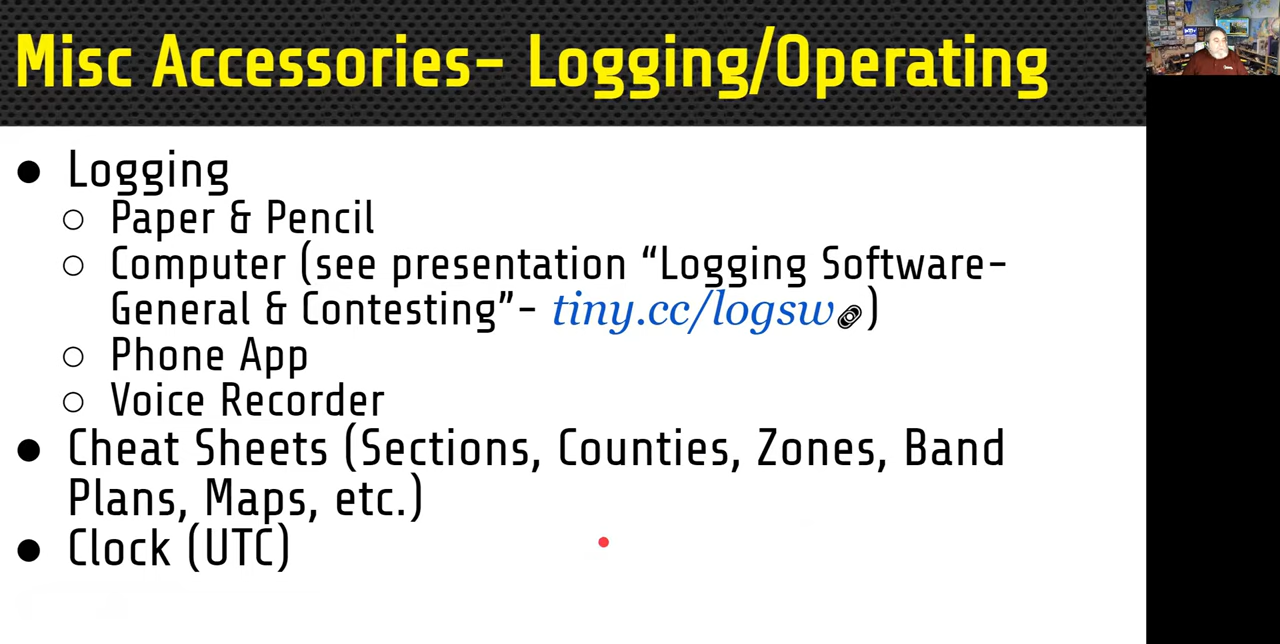 Misc Accessories- Logging/Operating
● Logging
○ Paper & Pencil
○ Computer (see presentation “Logging Software-
General & Contesting”- tiny.cc/logsw)
○ Phone App
○ Voice Recorder
● Cheat Sheets (Sections, Counties, Zones, Band
Plans, Maps, etc.)
● Clock (UTC)